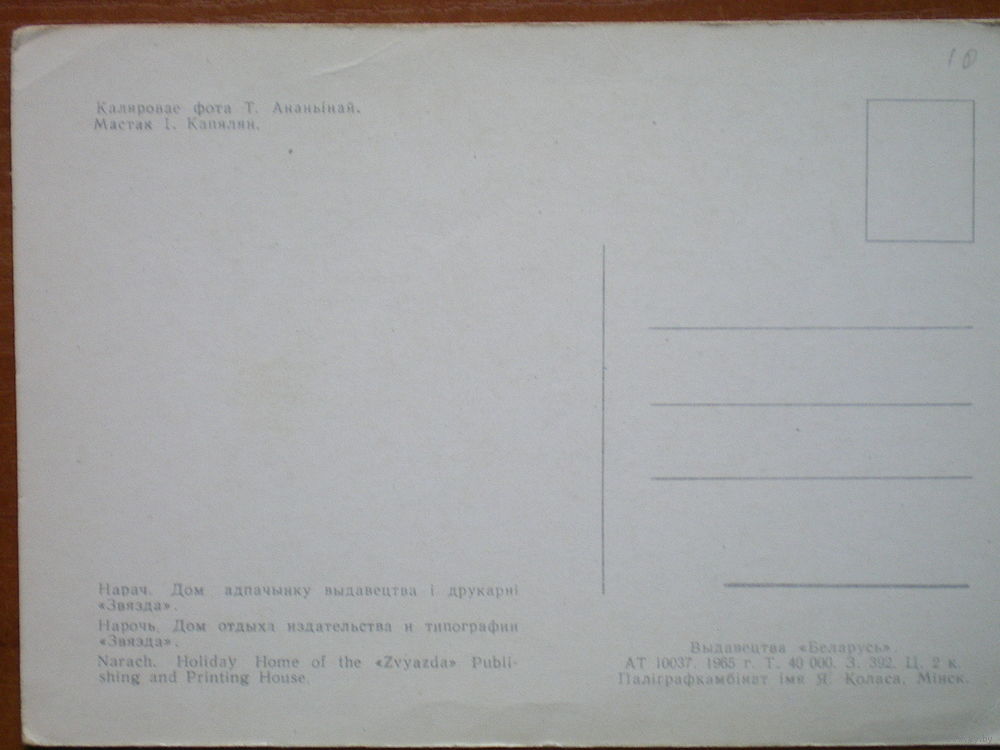 10
Каляровае фота Т. Ананьінай.
Мастак І. Капялян.
Нарач. Дом адпачынку выдавецтва і друкарні
«Звязда».
Нарочь. Дом отдыха издательства и типографии
«Звязда».
Narach. Holiday Home of the «Zvyazda» Publi-
shing and Printing House.
Выдавецтва «Беларусь».
АТ 10037. 1965 г. Т. 40 000. З. 392. Ц. 2 к.
Паліграфкамбінат імя Я. Коласа. Мінск.